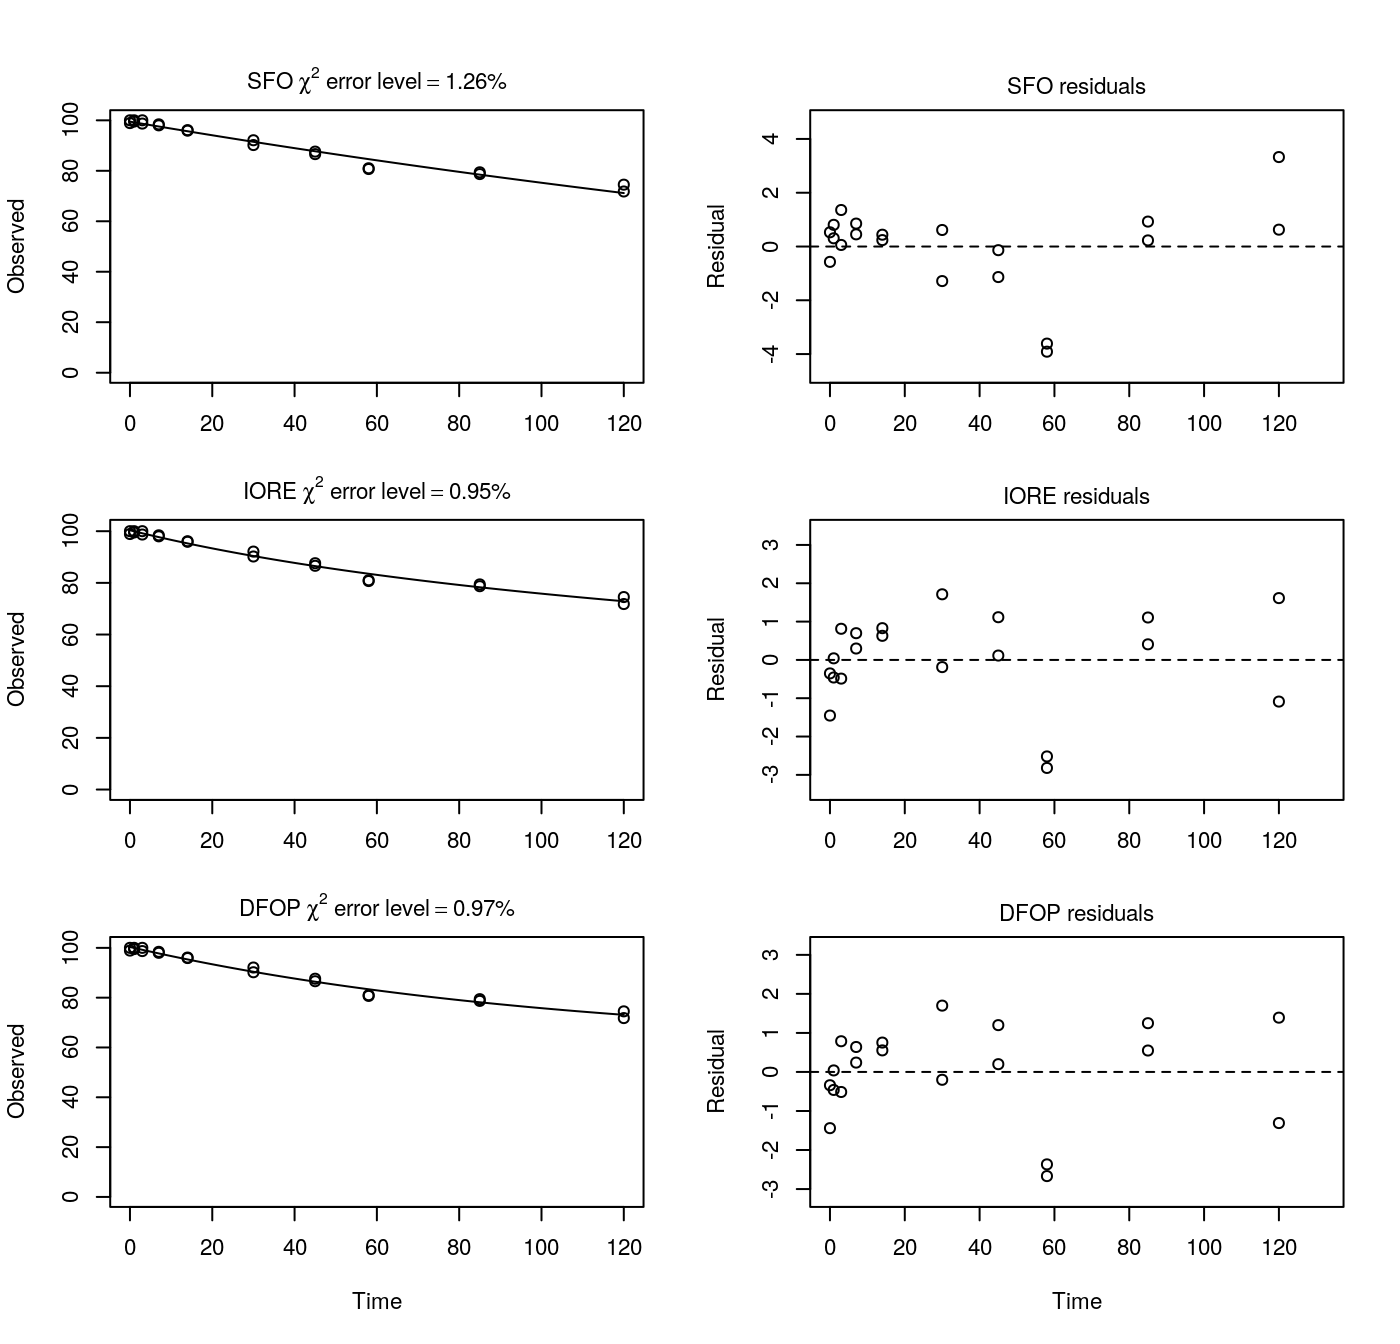 SFO χ² error level = 1.26%
Observed
0 20 40 60 80 100
0 20 40 60 80 100 120
SFO residuals
Residual
-4 -2 0 2 4
0 20 40 60 80 100 120
IORE χ² error level = 0.95%
Observed
0 20 40 60 80 100
0 20 40 60 80 100 120
IORE residuals
Residual
-3 -2 -1 0 1 2 3
0 20 40 60 80 100 120
DFOP χ² error level = 0.97%
Observed
0 20 40 60 80 100
0 20 40 60 80 100 120
Time
DFOP residuals
Residual
-3 -2 -1 0 1 2 3
0 20 40 60 80 100 120
Time